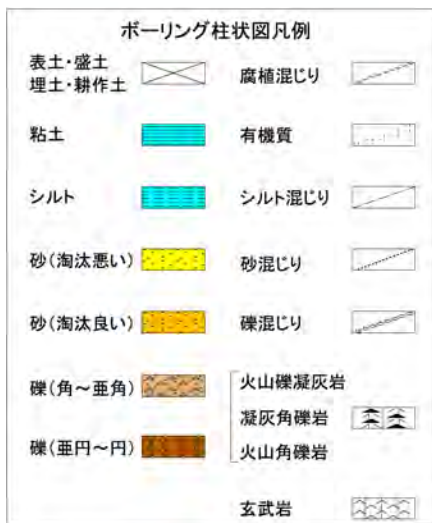 ボーリング柱状図凡例
表土・盛土
埋土・耕作土
粘土
シルト
砂(淘汰悪い)
砂(淘汰良い)
礫(角～亜角)
礫(亜円～円)
腐植混じり
有機質
シルト混じり
砂混じり
礫混じり
火山礫凝灰岩
凝灰角礫岩
火山角礫岩
玄武岩